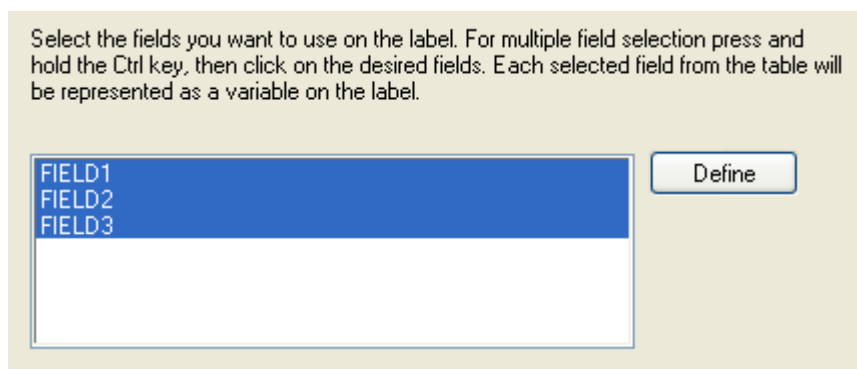 Select the fields you want to use on the label. For multiple field selection press and
hold the Ctrl key, then click on the desired fields. Each selected field from the table will
be represented as a variable on the label.
FIELD1
Define
FIELD2
FIELD3